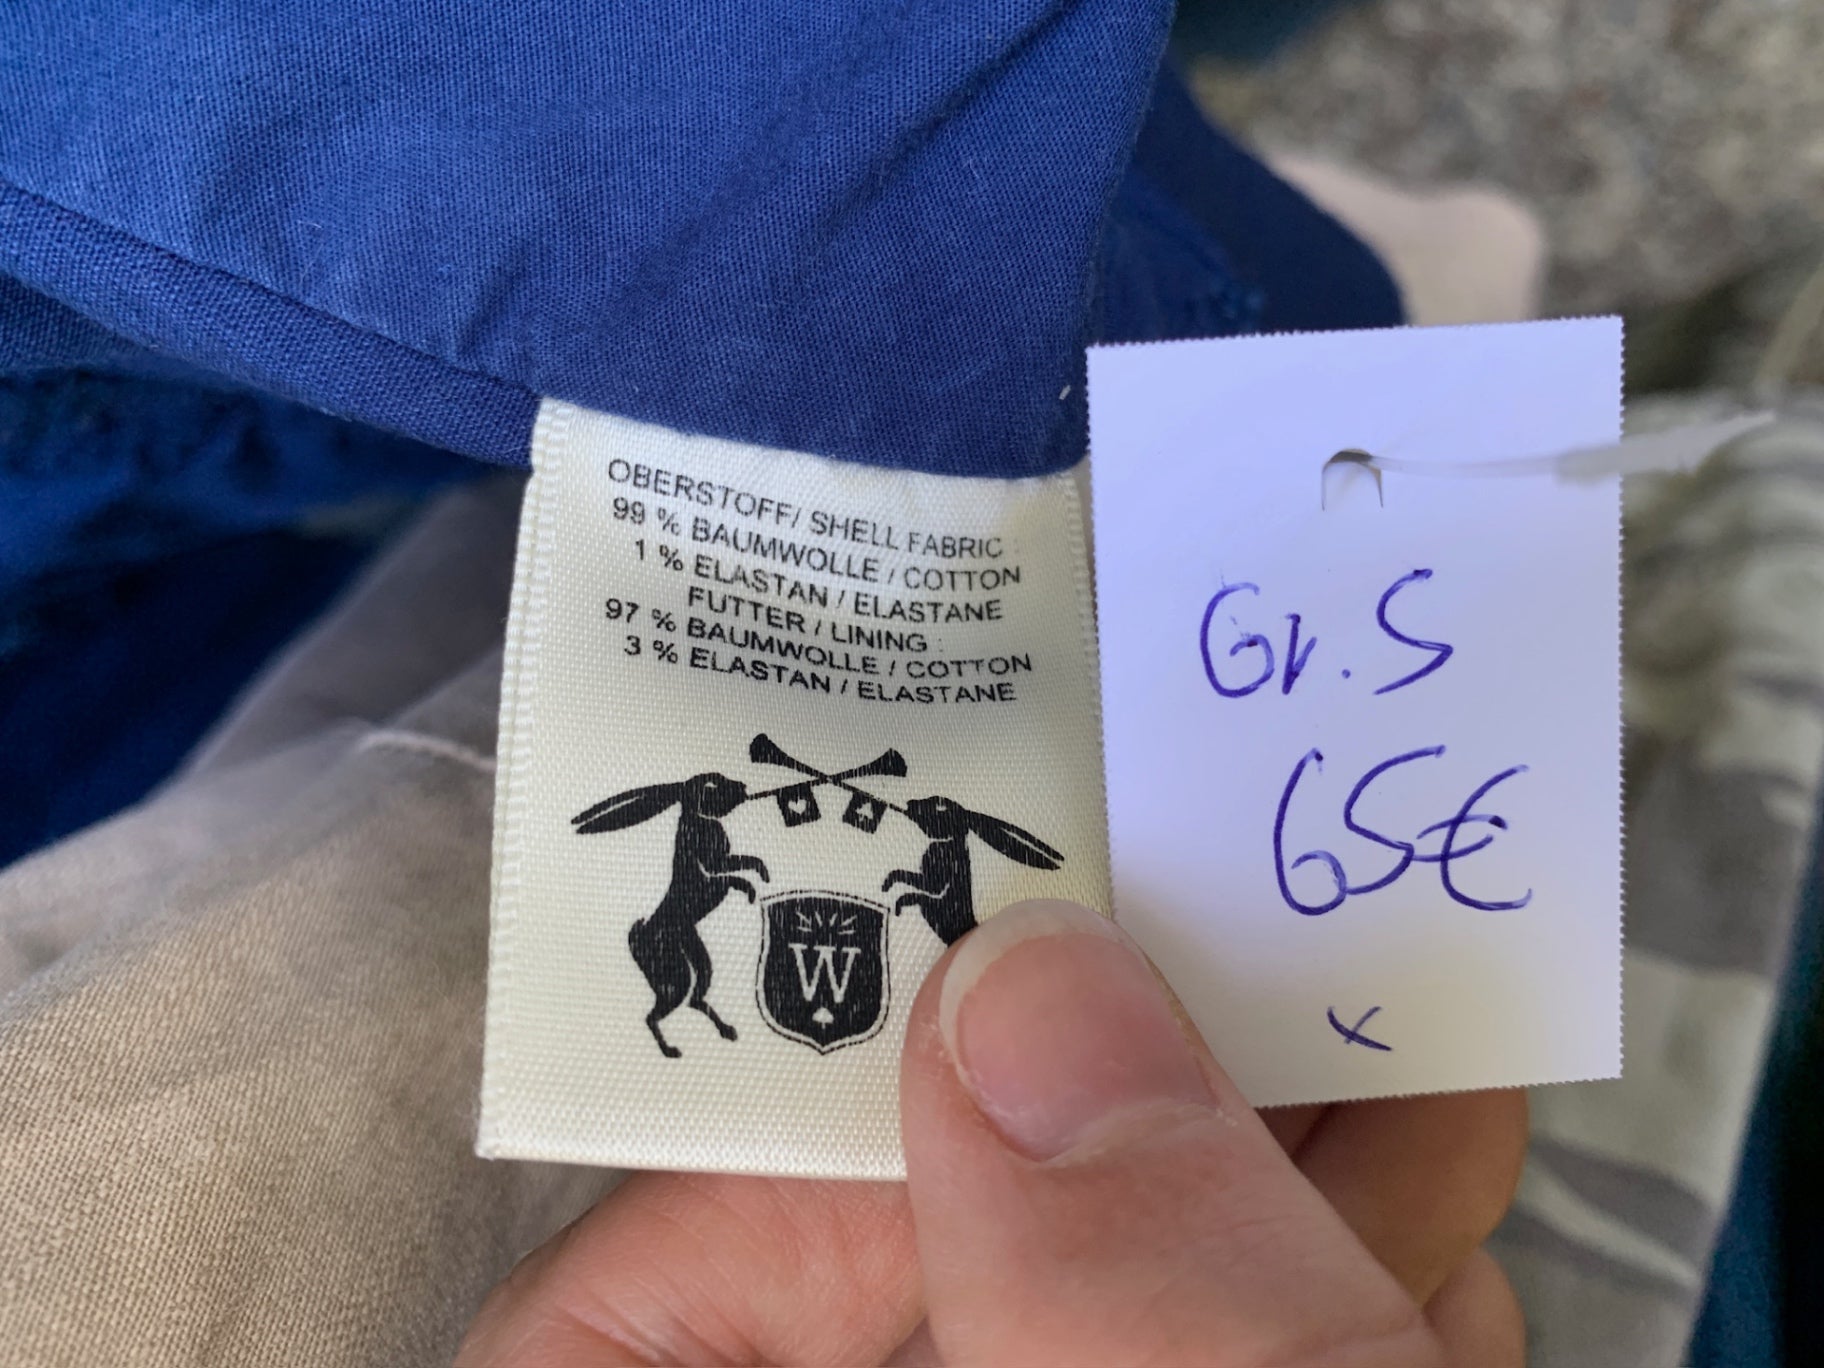 OBERSTOFF/ SHELL FABRIC :
99 % BAUMWOLLE / COTTON
1 % ELASTAN / ELASTANE
FUTTER / LINING :
97 % BAUMWOLLE / COTTON
3 % ELASTAN / ELASTANE
W
Gr. S
65€
x